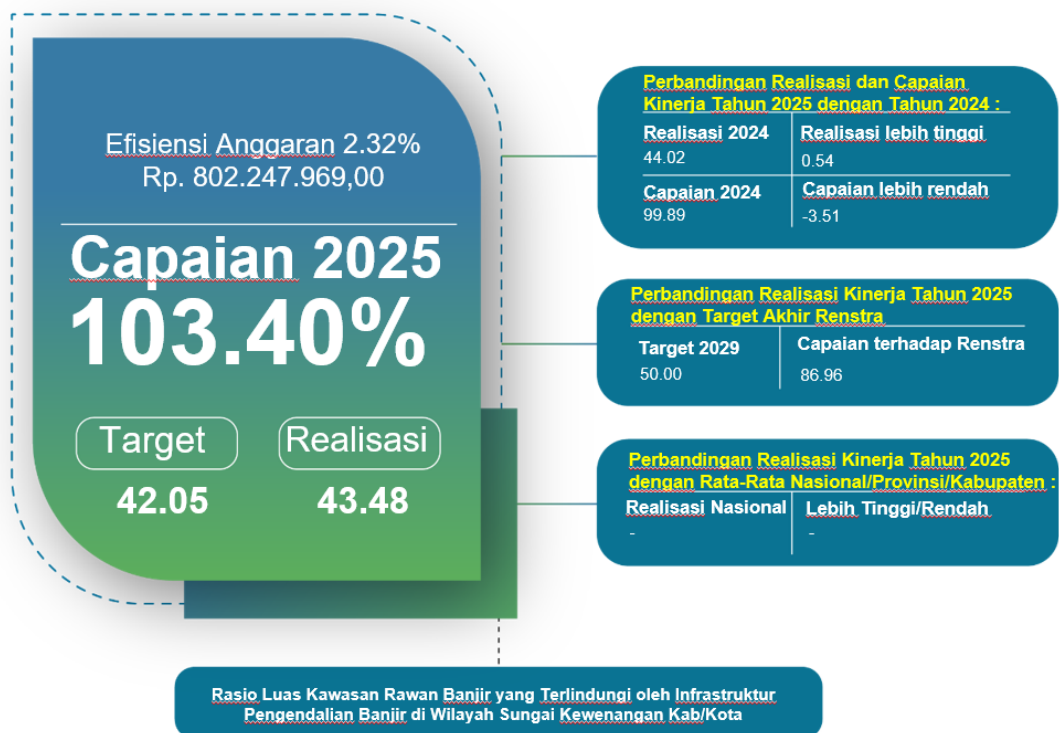 Efisiensi Anggaran 2.32%
Rp. 802.247.969,00
Capaian 2025
103.40%
Target
Realisasi
42.05
43.48
Perbandingan Realisasi dan Capaian
Kinerja Tahun 2025 dengan Tahun 2024 :
Realisasi 2024
Realisasi lebih tinggi
44.02
0.54
Capaian 2024
Capaian lebih rendah
99.89
-3.51
Perbandingan Realisasi Kinerja Tahun 2025
dengan Target Akhir Renstra
Target 2029
Capaian terhadap Renstra
50.00
86.96
Perbandingan Realisasi Kinerja Tahun 2025
dengan Rata-Rata Nasional/Provinsi/Kabupaten :
Realisasi Nasional
Lebih Tinggi/Rendah
-
-
Rasio Luas Kawasan Rawan Banjir yang Terlindungi oleh Infrastruktur
Pengendalian Banjir di Wilayah Sungai Kewenangan Kab/Kota